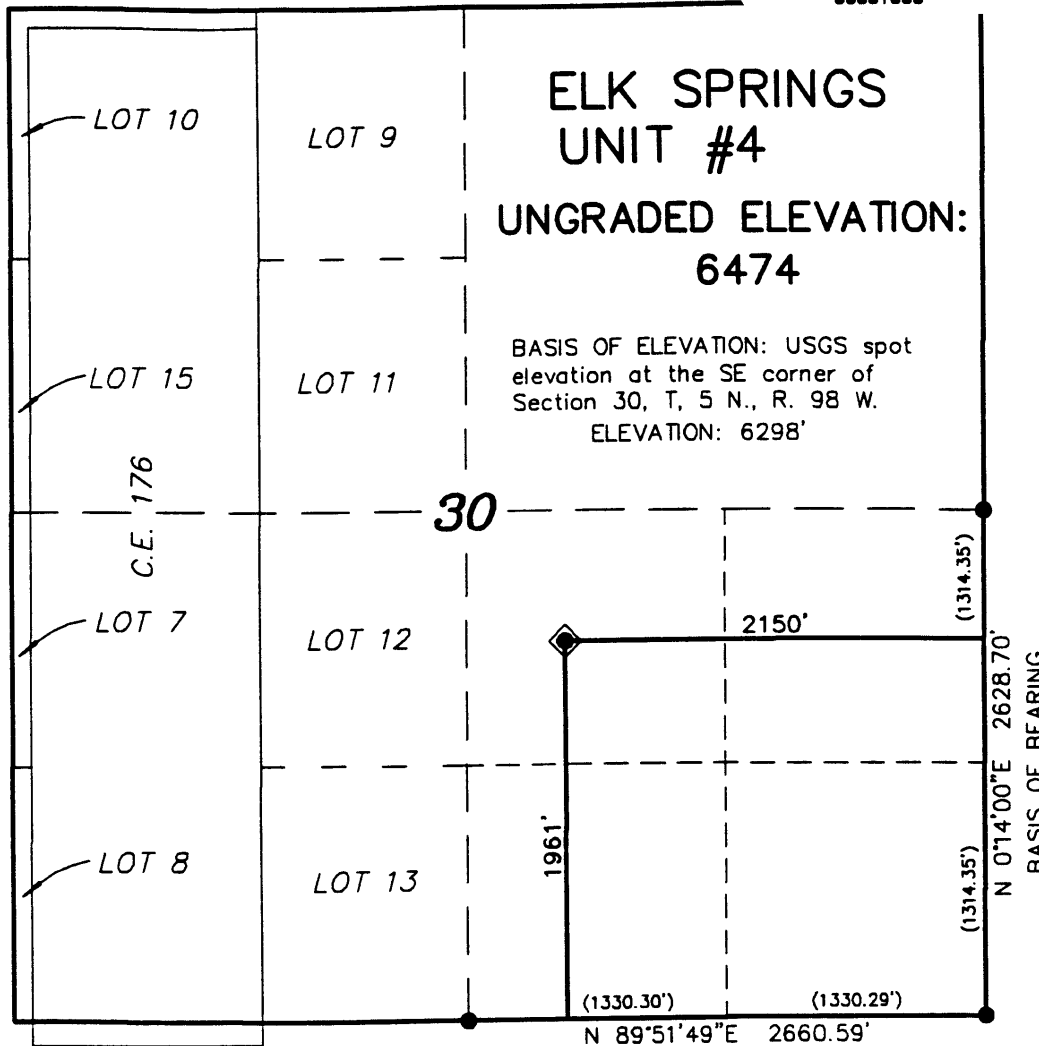 ELK SPRINGS
UNIT #4
UNGRADED ELEVATION:
6474
BASIS OF ELEVATION: USGS spot
elevation at the SE corner of
Section 30, T, 5 N., R. 98 W.
ELEVATION: 6298'
LOT 10
LOT 9
LOT 15
LOT 11
C.E. 176
30
LOT 7
LOT 12
LOT 8
LOT 13
2150'
1961'
(1314.35')
N 0°14'00"E 2628.70'
BASIS OF BEARING
(1314.35')
(1330.30')
(1330.29')
N 89°51'49"E 2660.59'